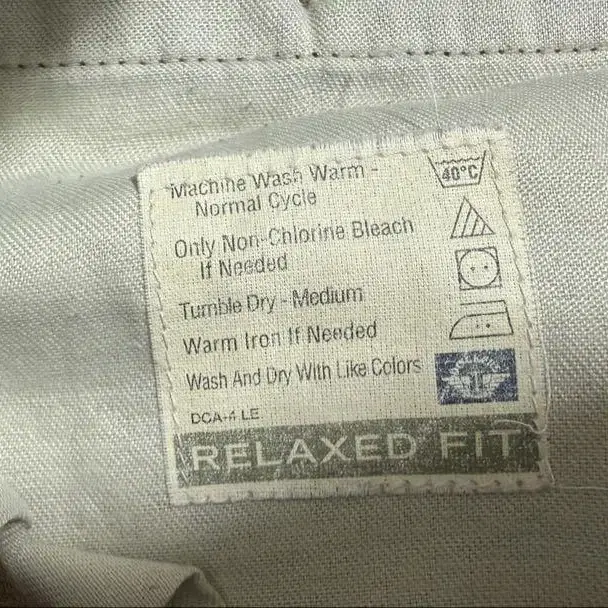 Machine Wash Warm -
Normal Cycle
40°C
Only Non-Chlorine Bleach
If Needed
Tumble Dry - Medium
Warm Iron If Needed
Wash And Dry With Like Colors
DCA-4 LE
RELAXED FIT